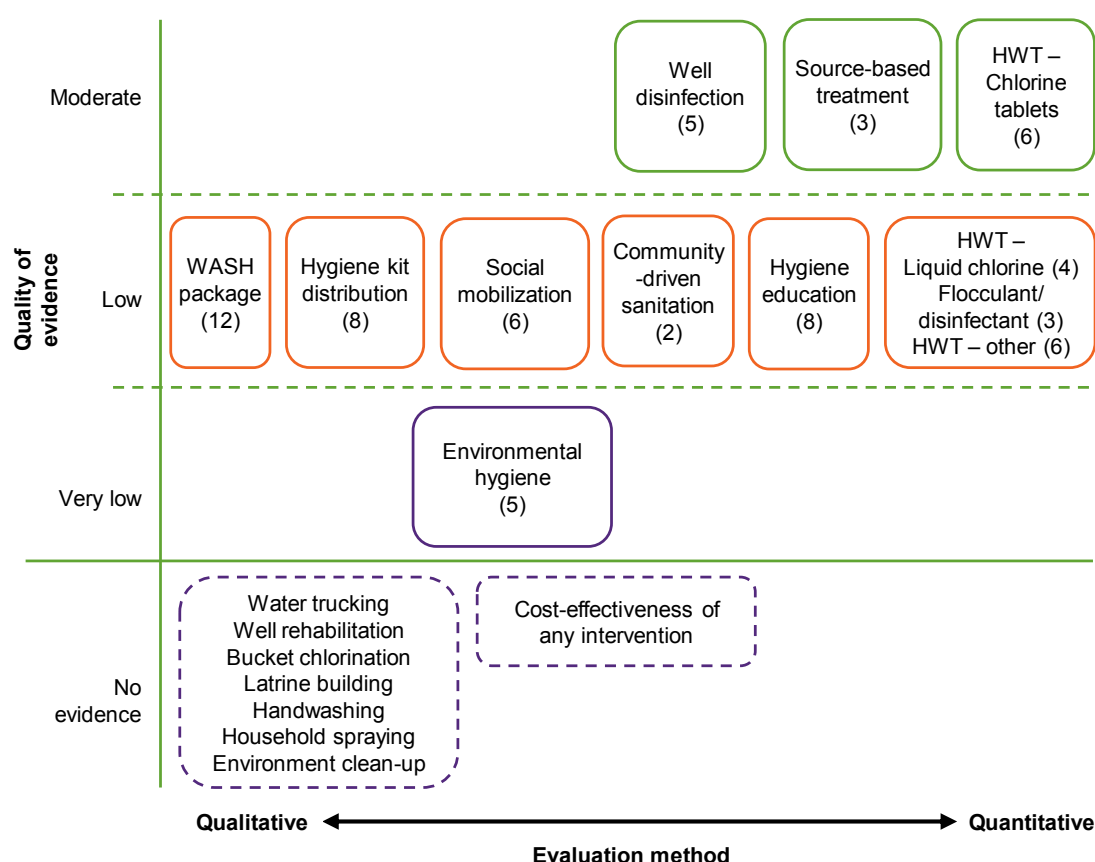 Quality of
evidence
Moderate
Well
disinfection
(5)
Source-based
treatment
(3)
HWT –
Chlorine
tablets
(6)
Low
WASH
package
(12)
Hygiene kit
distribution
(8)
Social
mobilization
(6)
Community
-driven
sanitation
(2)
Hygiene
education
(8)
HWT –
Liquid chlorine (4)
Flocculant/
disinfectant (3)
HWT – other (6)
Very low
Environmental
hygiene
(5)
No
evidence
Water trucking
Well rehabilitation
Bucket chlorination
Latrine building
Handwashing
Household spraying
Environment clean-up
Cost-effectiveness of
any intervention
Qualitative
Quantitative
Evaluation method